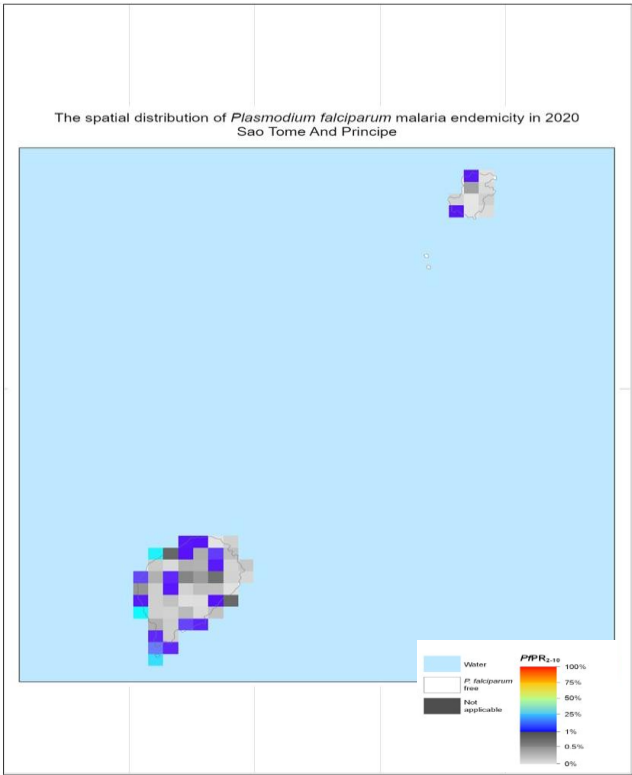 The spatial distribution of Plasmodium falciparum malaria endemicity in 2020
Sao Tome And Principe
Water
P. falciparum
free
Not
applicable
PfPR2-10
100%
75%
50%
25%
1%
0.5%
0%